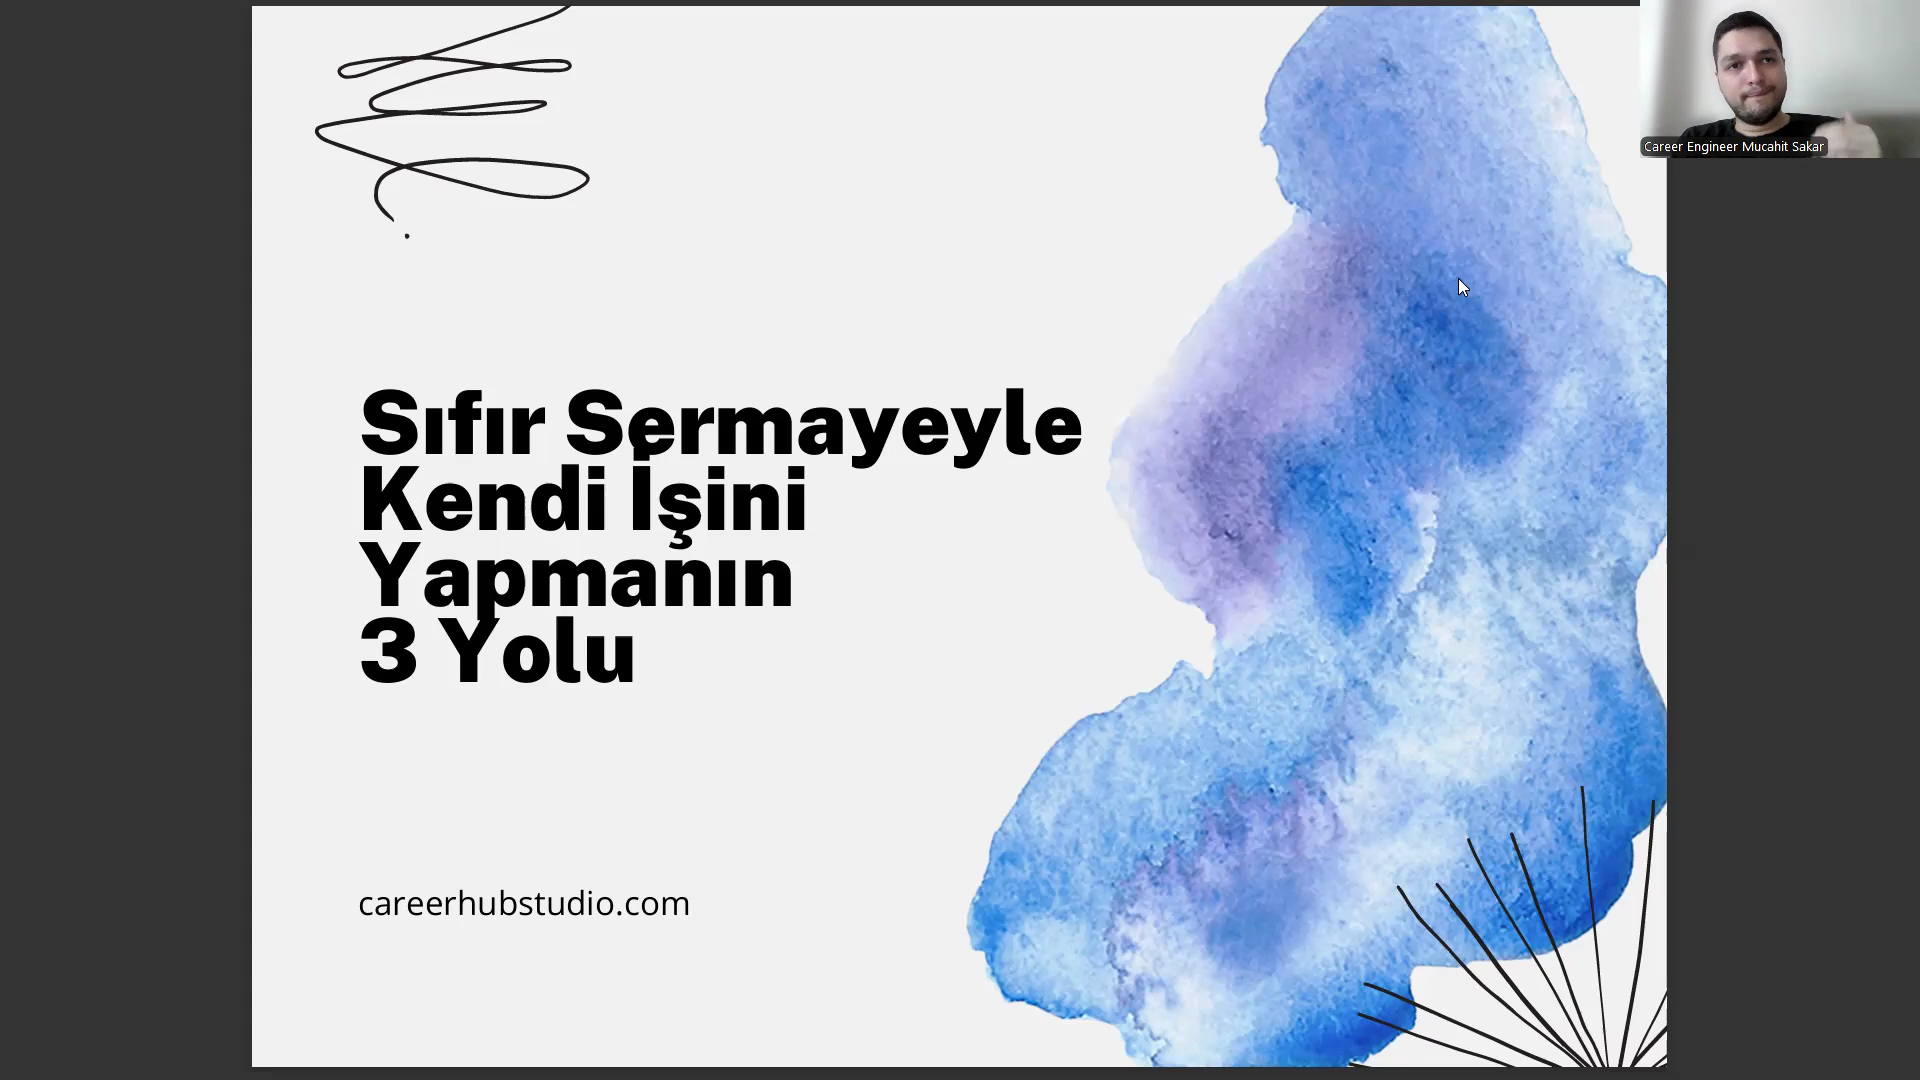 Career Engineer Mucahit Sakar
Sıfır Sermayeyle
Kendi İşini
Yapmanın
3 Yolu
careerhubstudio.com